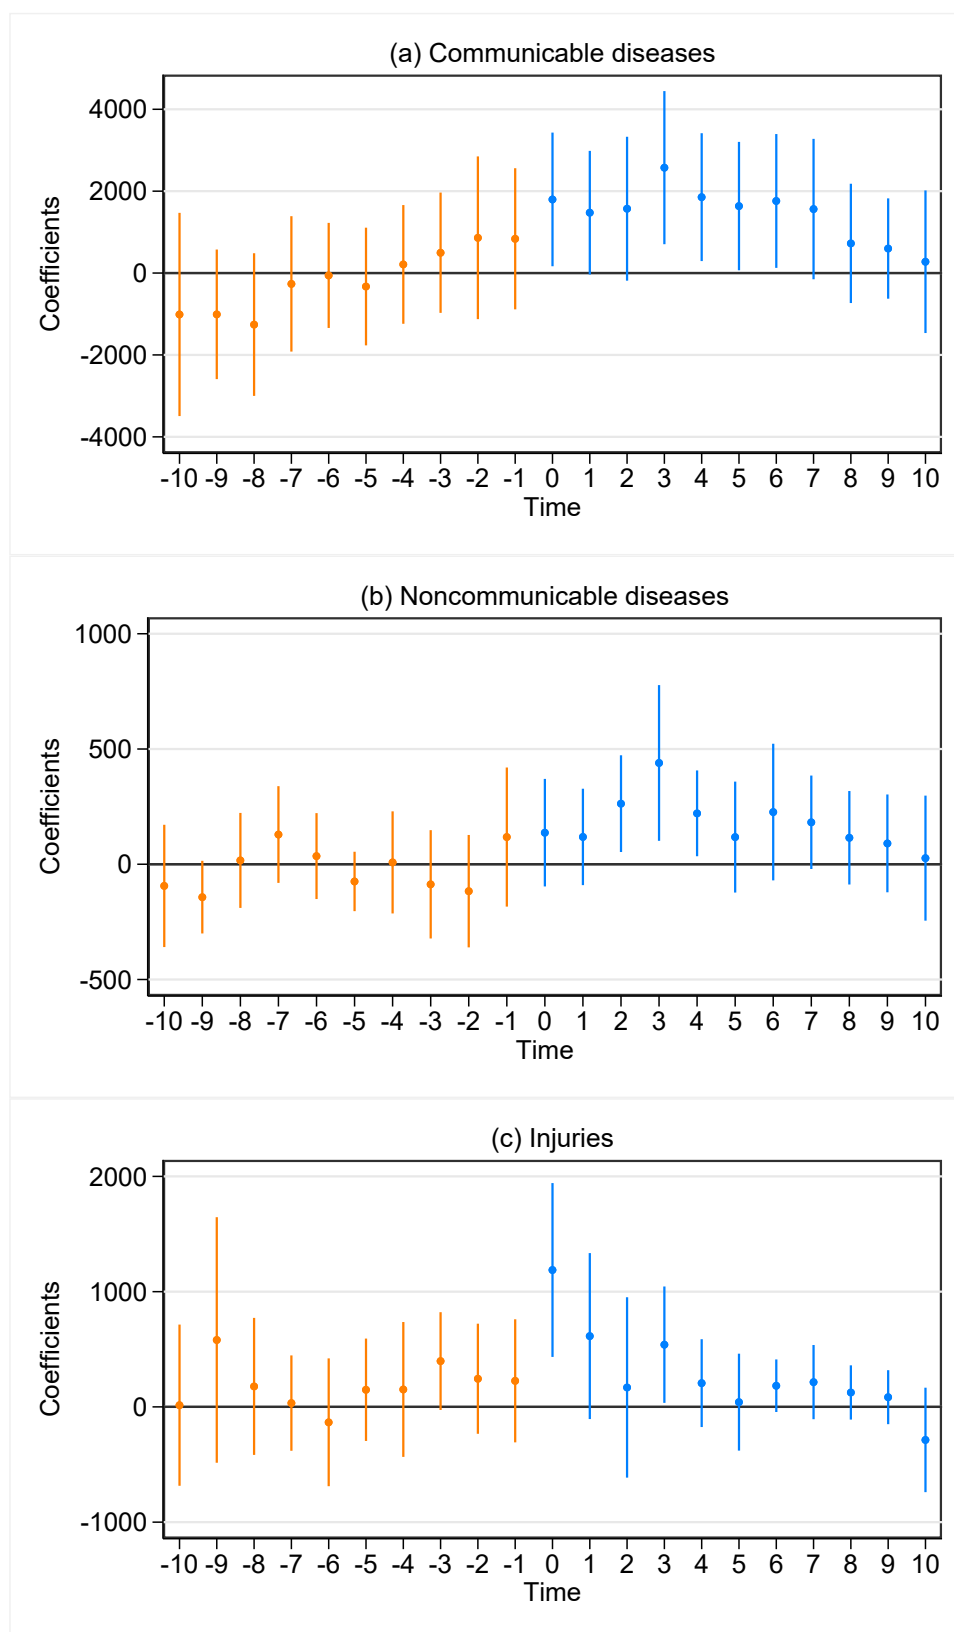 (a) Communicable diseases
Coefficients
4000
2000
0
-2000
-4000
-10 -9 -8 -7 -6 -5 -4 -3 -2 -1 0 1 2 3 4 5 6 7 8 9 10
Time
(b) Noncommunicable diseases
Coefficients
1000
500
0
-500
-10 -9 -8 -7 -6 -5 -4 -3 -2 -1 0 1 2 3 4 5 6 7 8 9 10
Time
(c) Injuries
Coefficients
2000
1000
0
-1000
-10 -9 -8 -7 -6 -5 -4 -3 -2 -1 0 1 2 3 4 5 6 7 8 9 10
Time